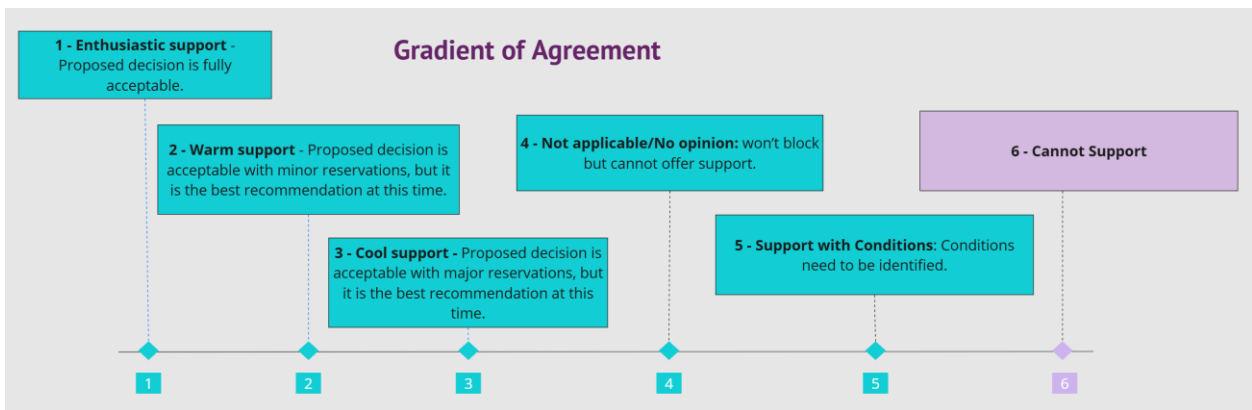 Gradient of Agreement
1 - Enthusiastic support -
Proposed decision is fully
acceptable.
2 - Warm support - Proposed decision is
acceptable with minor reservations, but it
is the best recommendation at this time.
3 - Cool support - Proposed decision is
acceptable with major reservations, but
it is the best recommendation at this
time.
4 - Not applicable/No opinion: won't block
but cannot offer support.
5 - Support with Conditions: Conditions
need to be identified.
6 - Cannot Support
1
2
3
4
5
6